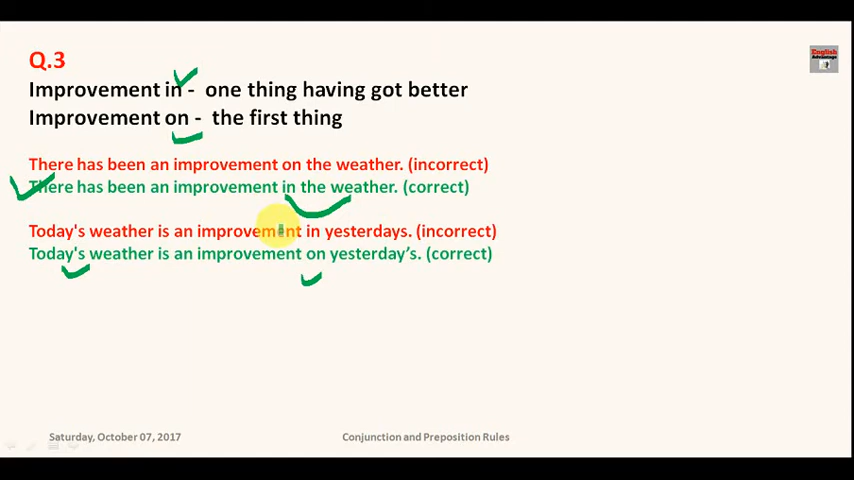 Q.3
English
Advantage
Improvement in - one thing having got better
Improvement on - the first thing
There has been an improvement on the weather. (incorrect)
There has been an improvement in the weather. (correct)
Today's weather is an improvement in yesterdays. (incorrect)
Today's weather is an improvement on yesterday’s. (correct)
Saturday, October 07, 2017
Conjunction and Preposition Rules